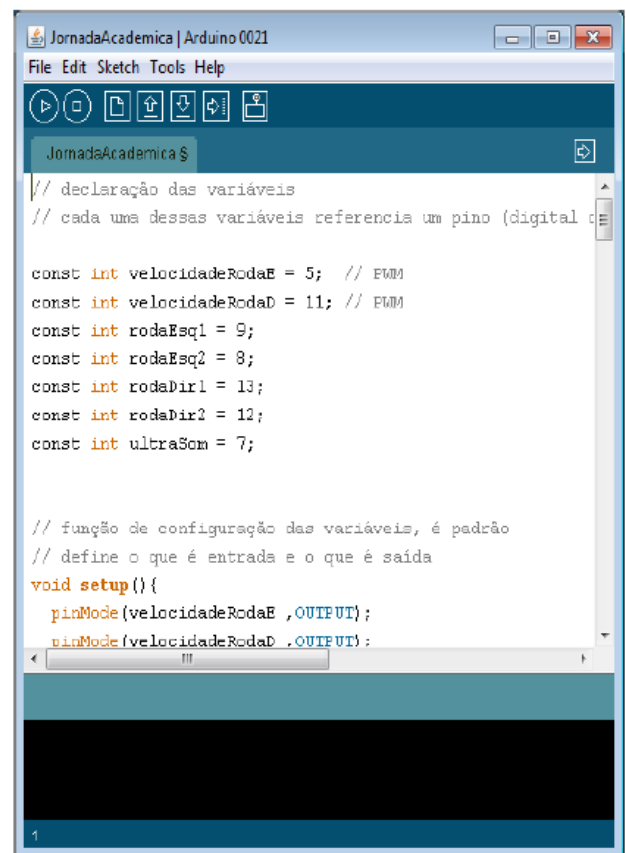 JornadaAcademica | Arduino 0021
File Edit Sketch Tools Help
JornadaAcademica §
// declaração das variáveis
// cada uma dessas variáveis referencia um pino (digital
const int velocidadeRodaE = 5;  // PWM
const int velocidadeRodaD = 11; // PWM
const int rodaEsq1 = 9;
const int rodaEsq2 = 8;
const int rodaDir1 = 13;
const int rodaDir2 = 12;
const int ultraSom = 7;
// função de configuração das variáveis, é padrão
// define o que é entrada e o que é saída
void setup(){
  pinMode(velocidadeRodaE ,OUTPUT);
  pinMode(velocidadeRodaD ,OUTPUT);
1